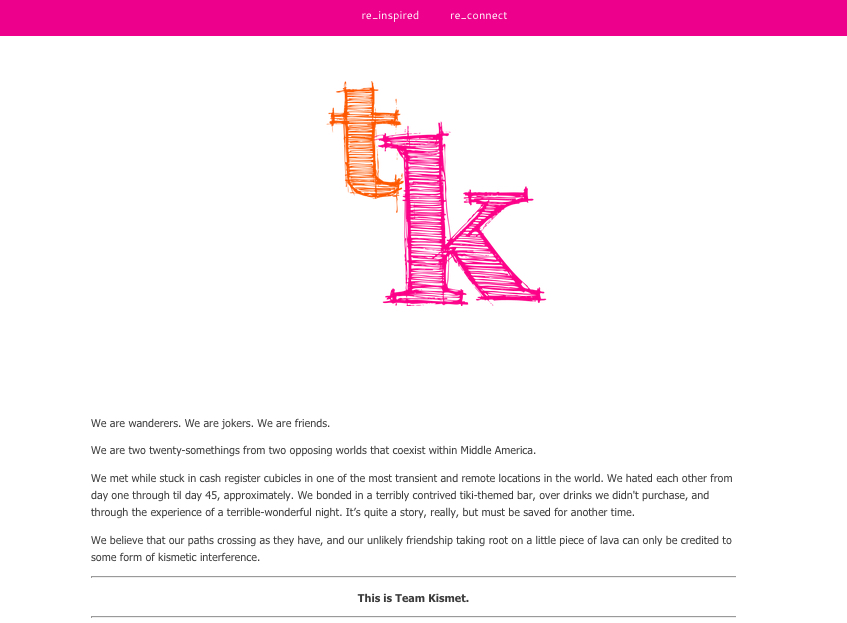 re_inspired re_connect
tk
We are wanderers. We are jokers. We are friends.
We are two twenty-somethings from two opposing worlds that coexist within Middle America.
We met while stuck in cash register cubicles in one of the most transient and remote locations in the world. We hated each other from
day one through til day 45, approximately. We bonded in a terribly contrived tiki-themed bar, over drinks we didn't purchase, and
through the experience of a terrible-wonderful night. It’s quite a story, really, but must be saved for another time.
We believe that our paths crossing as they have, and our unlikely friendship taking root on a little piece of lava can only be credited to
some form of kismetic interference.
This is Team Kismet.